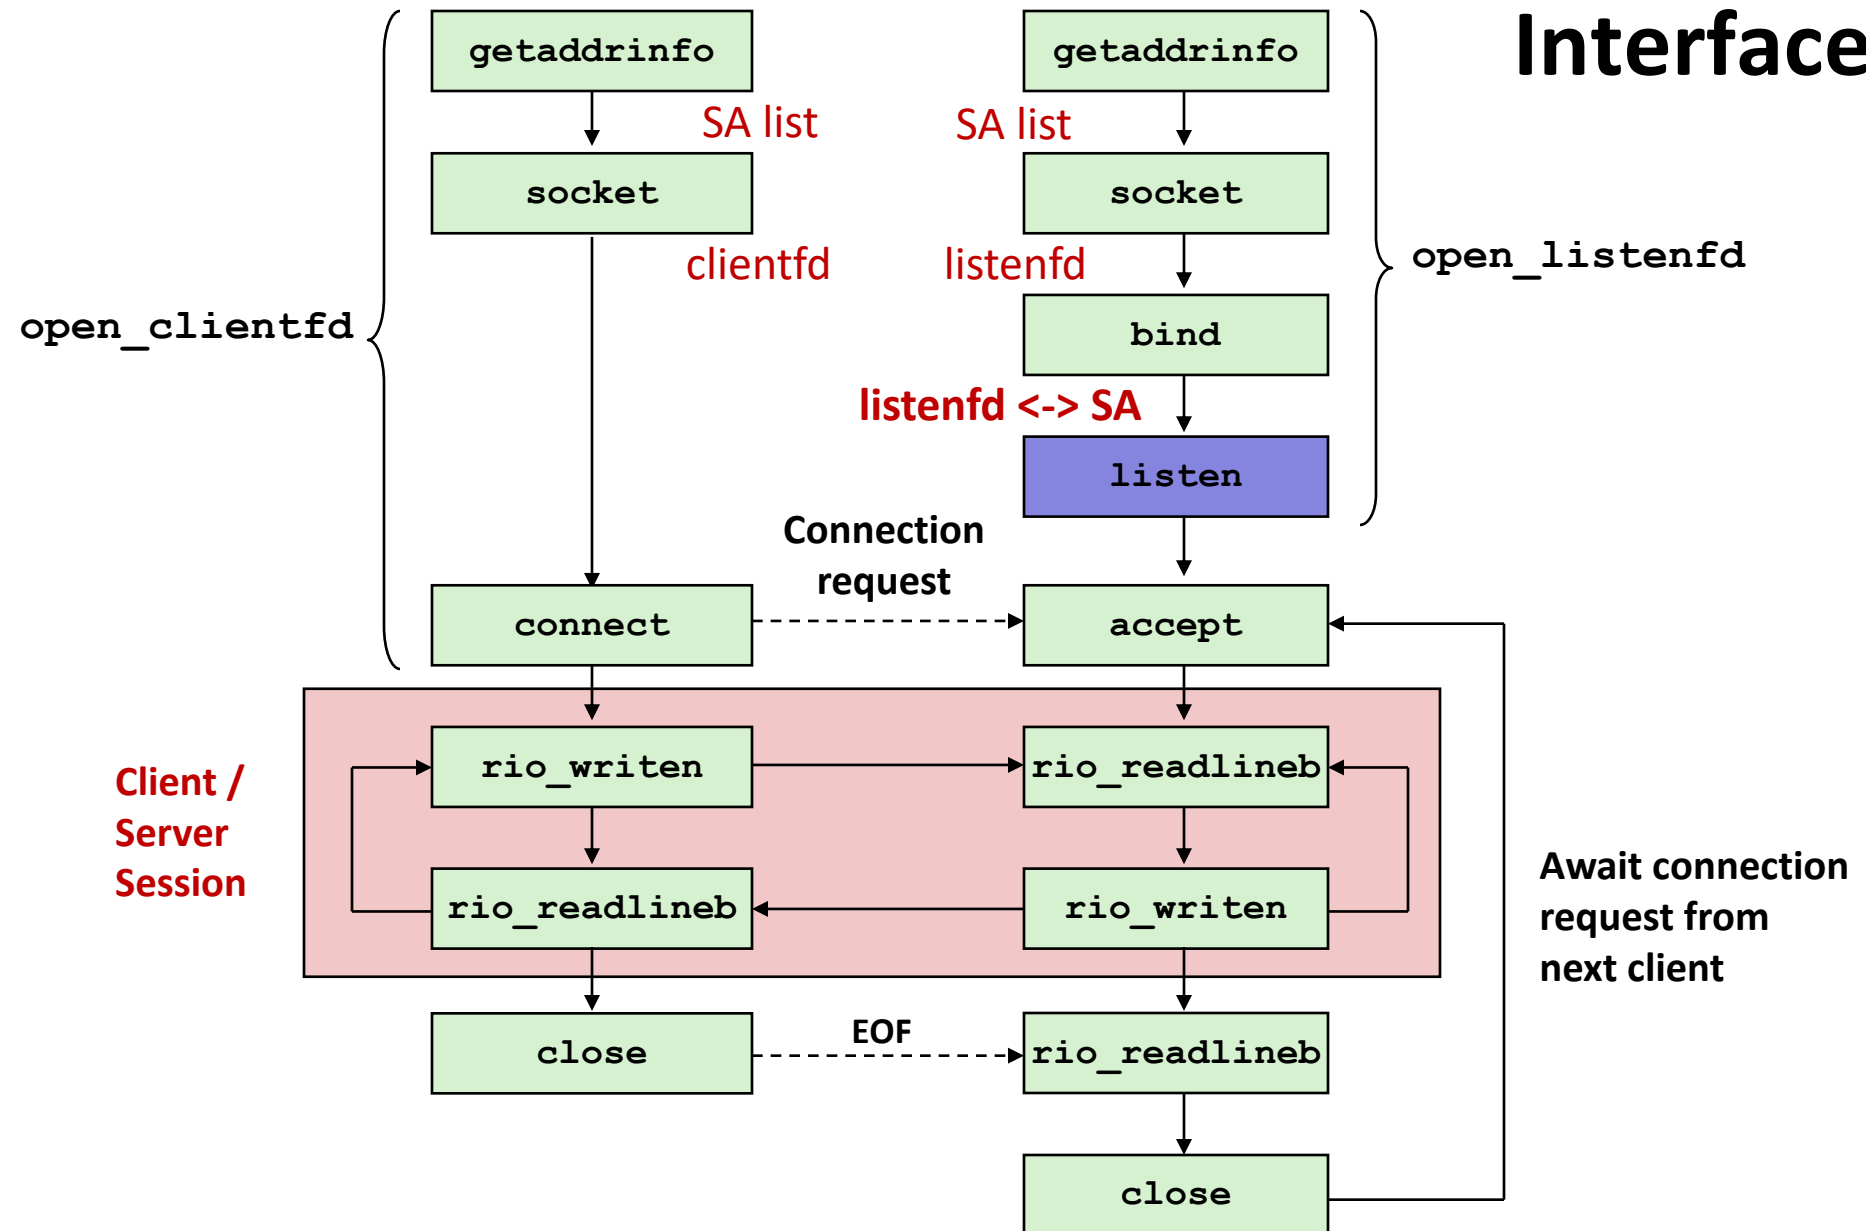 Interface
getaddrinfo
getaddrinfo
SA list
SA list
socket
socket
clientfd
listenfd
open_listenfd
open_clientfd
bind
listenfd <-> SA
listen
Connection
request
connect
accept
Client /
Server
Session
rio_writen
rio_readlineb
rio_readlineb
rio_writen
Await connection
request from
next client
close
EOF
rio_readlineb
close